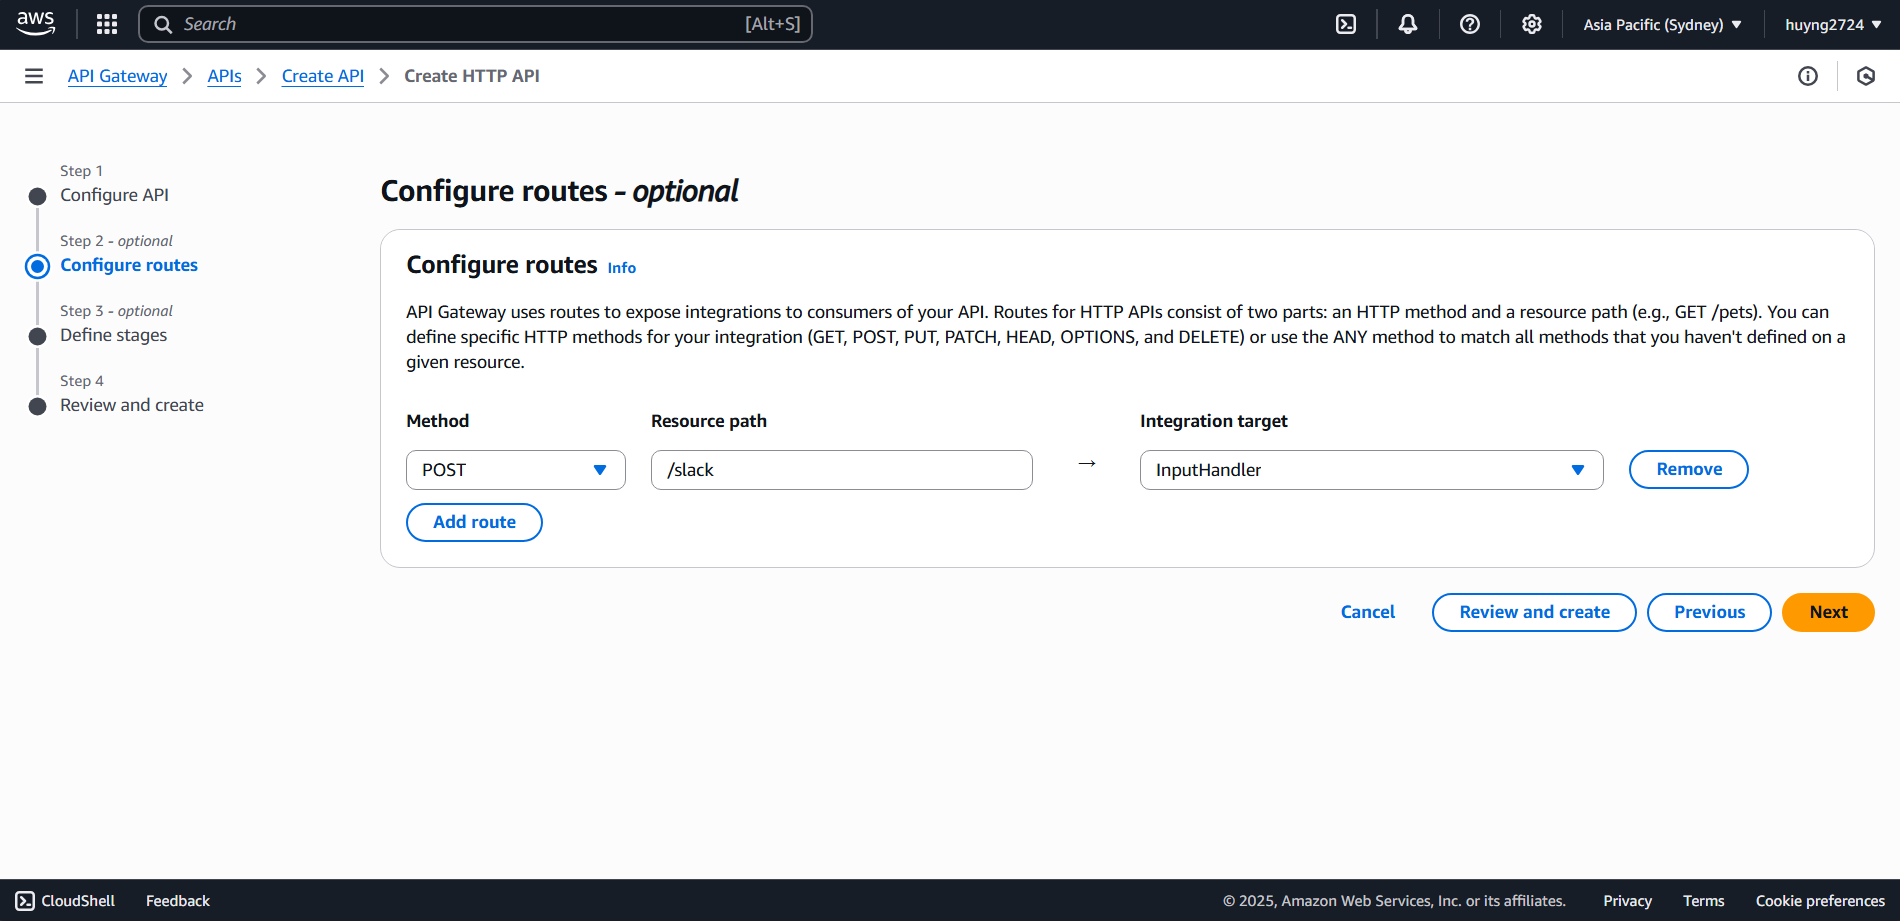 aws
Search
[Alt+S]
Asia Pacific (Sydney)
huyng2724
API Gateway
APIs
Create API
Create HTTP API
Step 1
Configure API
Step 2 - optional
Configure routes
Step 3 - optional
Define stages
Step 4
Review and create
Configure routes - optional
Configure routes Info
API Gateway uses routes to expose integrations to consumers of your API. Routes for HTTP APIs consist of two parts: an HTTP method and a resource path (e.g., GET /pets). You can
define specific HTTP methods for your integration (GET, POST, PUT, PATCH, HEAD, OPTIONS, and DELETE) or use the ANY method to match all methods that you haven't defined on a
given resource.
Method
Resource path
Integration target
POST
/slack
→
InputHandler
Remove
Add route
Cancel
Review and create
Previous
Next
CloudShell
Feedback
© 2025, Amazon Web Services, Inc. or its affiliates.
Privacy
Terms
Cookie preferences